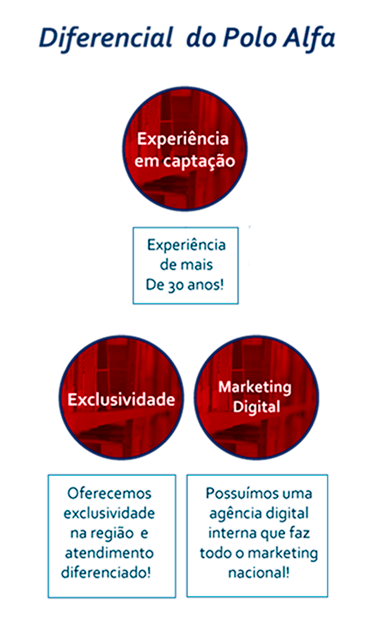 Diferencial do Polo Alfa
Experiência
em captação
Experiência
de mais
De 30 anos!
Exclusividade
Marketing
Digital
Oferecemos
exclusividade
na região e
atendimento
diferenciado!
Possuímos uma
agência digital
interna que faz
todo o marketing
nacional!